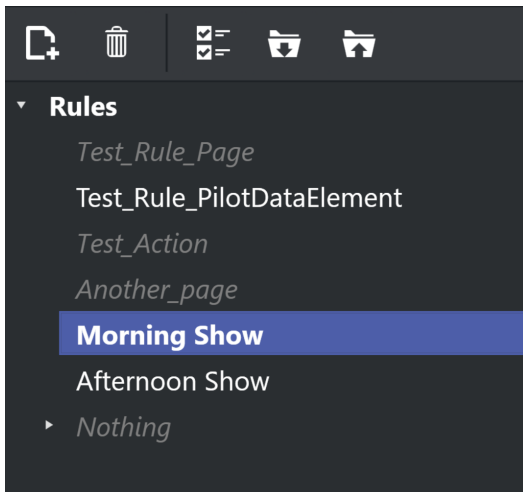 Rules
Test_Rule_Page
Test_Rule_PilotDataElement
Test_Action
Another_page
Morning Show
Afternoon Show
Nothing